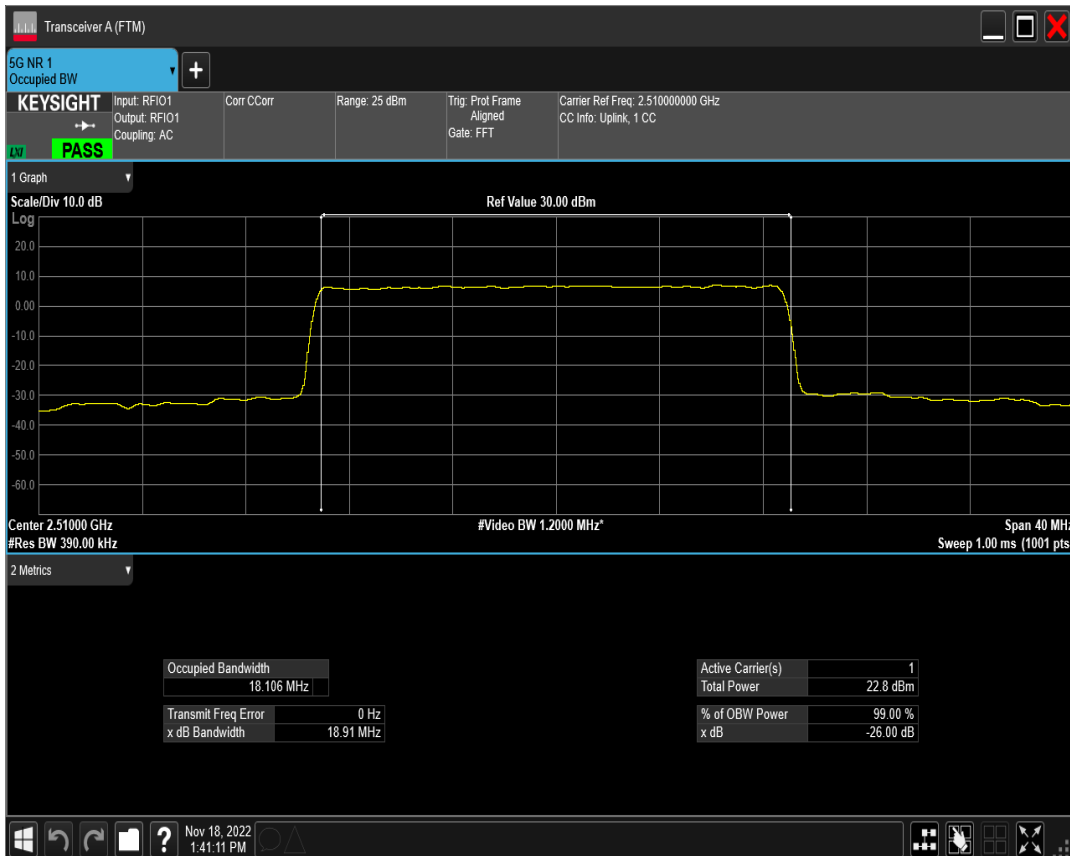 Transceiver A (FTM)
5G NR 1
Occupied BW
+
KEYSIGHT
LXI
PASS
Input: RFIO1
Output: RFIO1
Coupling: AC
Corr CCorr
Range: 25 dBm
Trig: Prot Frame
Aligned
Gate: FFT
Carrier Ref Freq: 2.510000000 GHz
CC Info: Uplink, 1 CC
1 Graph
Scale/Div 10.0 dB
Ref Value 30.00 dBm
Log
20.0
10.0
0.00
-10.0
-20.0
-30.0
-40.0
-50.0
-60.0
Center 2.51000 GHz
#Video BW 1.2000 MHz*
Span 40 MHz
#Res BW 390.00 kHz
Sweep 1.00 ms (1001 pts
2 Metrics
Occupied Bandwidth
18.106 MHz
Transmit Freq Error 0 Hz
x dB Bandwidth 18.91 MHz
Active Carrier(s) 1
Total Power 22.8 dBm
% of OBW Power 99.00 %
x dB -26.00 dB
?
Nov 18, 2022
1:41:11 PM